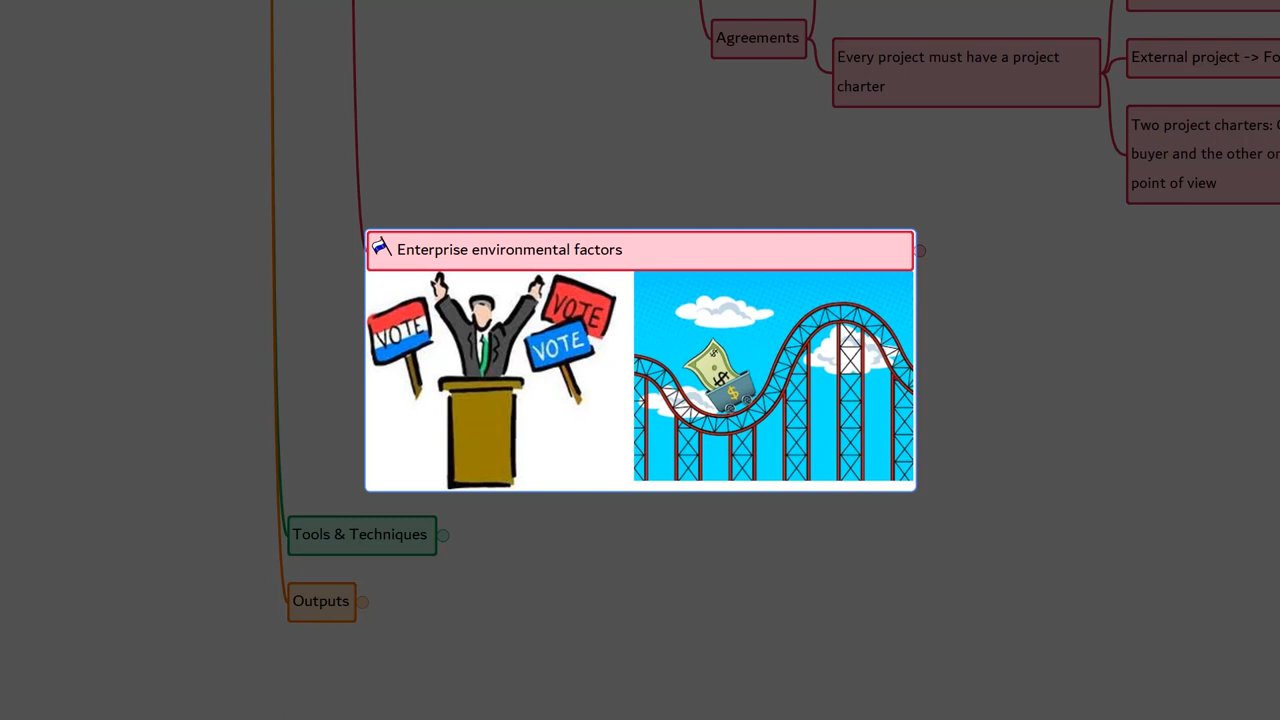 Agreements
Every project must have a project
charter
External project -> Fo
Two project charters:
buyer and the other or
point of view
Enterprise environmental factors
VOTE
VOTE
VOTE
$
$
$
Tools & Techniques
Outputs